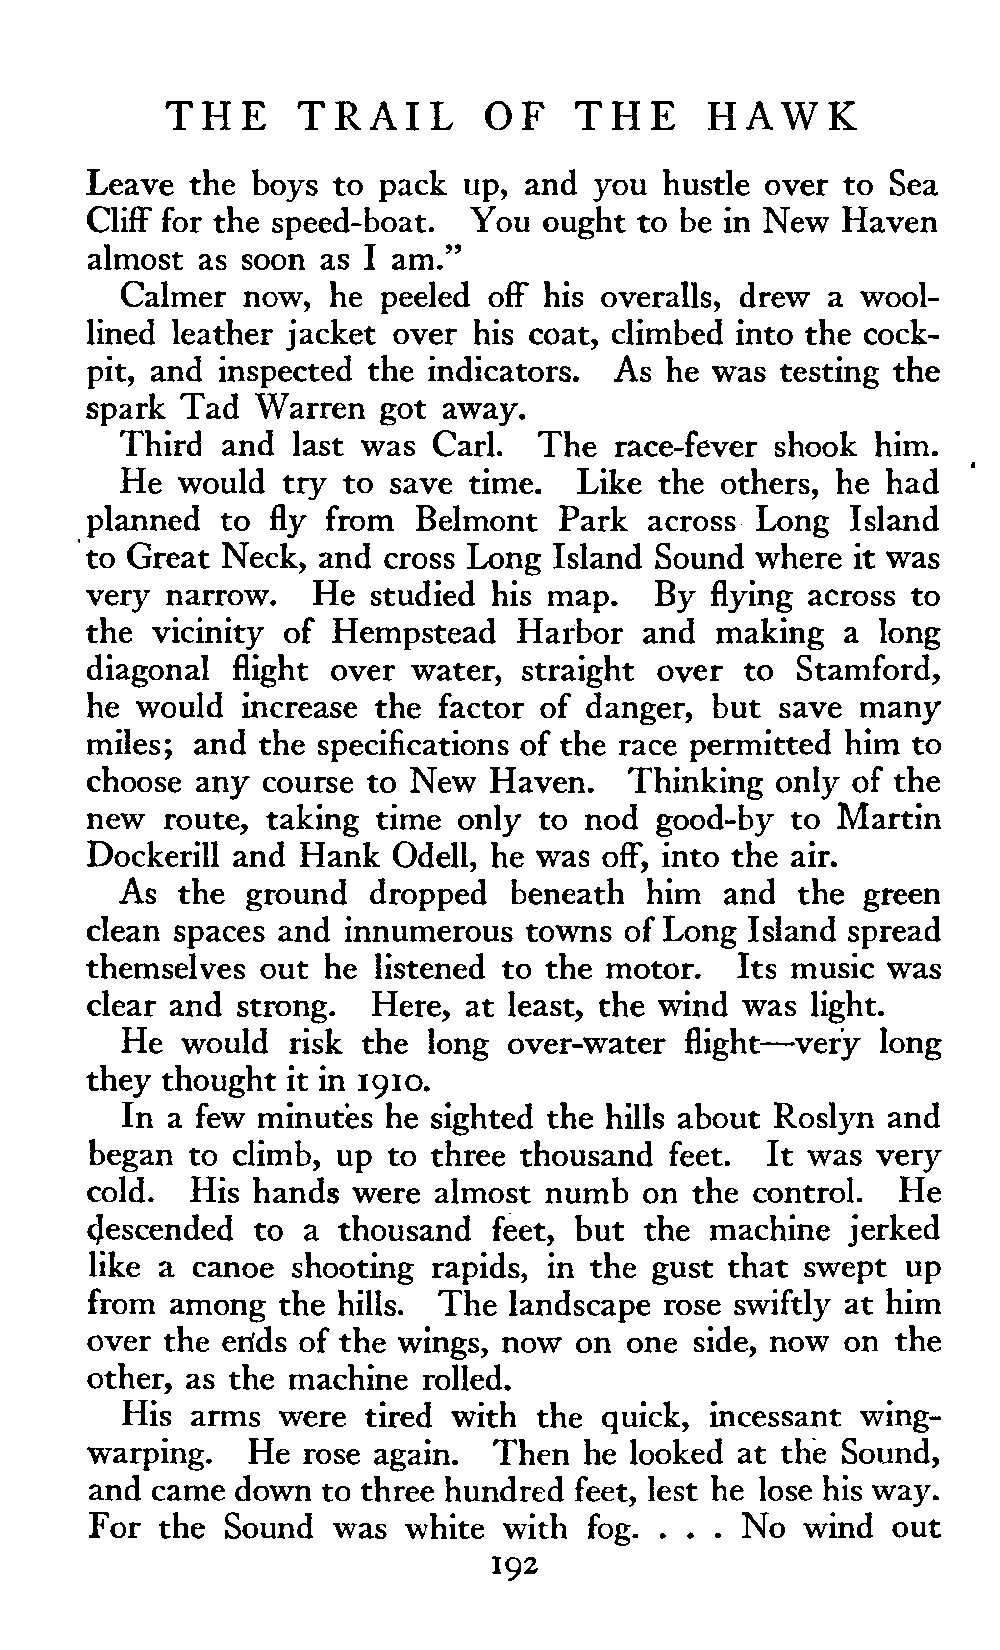 THE TRAIL OF THE HAWK
Leave the boys to pack up, and you hustle over to Sea
Cliff for the speed-boat. You ought to be in New Haven
almost as soon as I am."
Calmer now, he peeled off his overalls, drew a wool-
lined leather jacket over his coat, climbed into the cock-
pit, and inspected the indicators. As he was testing the
spark Tad Warren got away.
Third and last was Carl. The race-fever shook him.
He would try to save time. Like the others, he had
planned to fly from Belmont Park across Long Island
to Great Neck, and cross Long Island Sound where it was
very narrow. He studied his map. By flying across to
the vicinity of Hempstead Harbor and making a long
diagonal flight over water, straight over to Stamford,
he would increase the factor of danger, but save many
miles; and the specifications of the race permitted him to
choose any course to New Haven. Thinking only of the
new route, taking time only to nod good-by to Martin
Dockerill and Hank Odell, he was off, into the air.
As the ground dropped beneath him and the green
clean spaces and innumerous towns of Long Island spread
themselves out he listened to the motor. Its music was
clear and strong. Here, at least, the wind was light.
He would risk the long over-water flight—very long
they thought it in 1910.
In a few minutes he sighted the hills about Roslyn and
began to climb, up to three thousand feet. It was very
cold. His hands were almost numb on the control. He
descended to a thousand feet, but the machine jerked
like a canoe shooting rapids, in the gust that swept up
from among the hills. The landscape rose swiftly at him
over the ends of the wings, now on one side, now on the
other, as the machine rolled.
His arms were tired with the quick, incessant wing-
warping. He rose again. Then he looked at the Sound,
and came down to three hundred feet, lest he lose his way.
For the Sound was white with fog. . . . No wind out
192